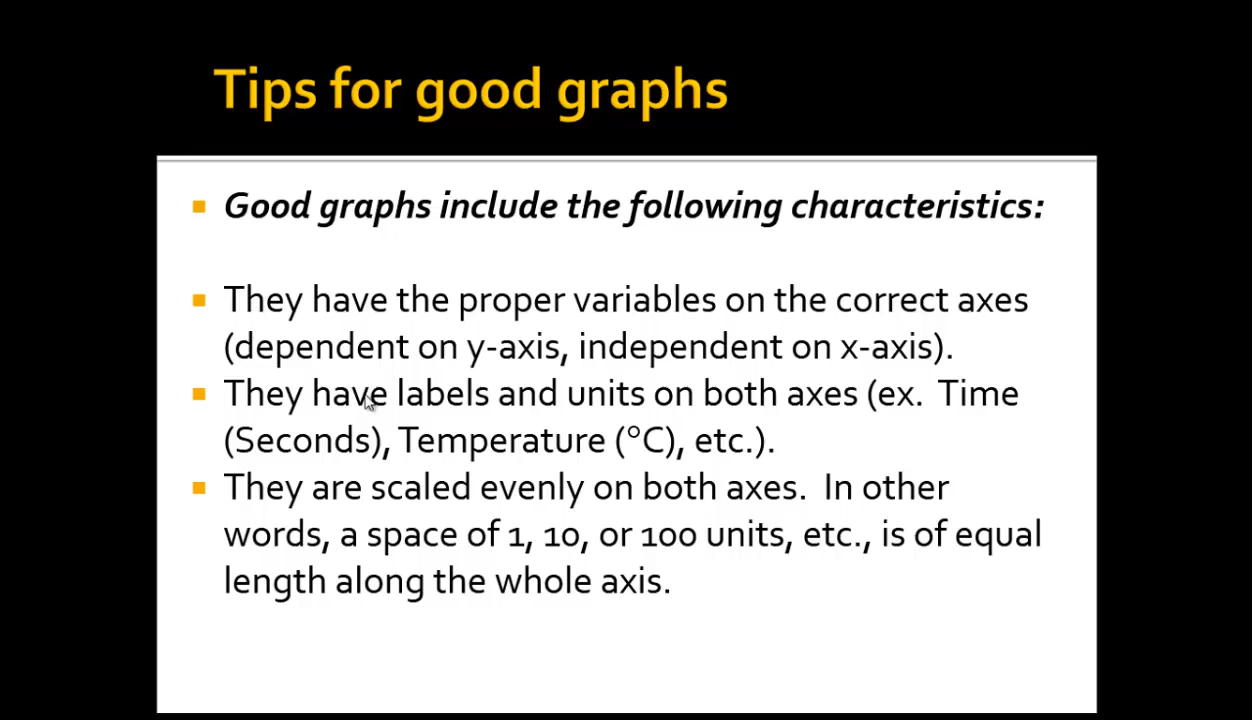 Tips for good graphs
Good graphs include the following characteristics:
They have the proper variables on the correct axes
(dependent on y-axis, independent on x-axis).
They have labels and units on both axes (ex.  Time
(Seconds), Temperature (°C), etc.).
They are scaled evenly on both axes.  In other
words, a space of 1, 10, or 100 units, etc., is of equal
length along the whole axis.